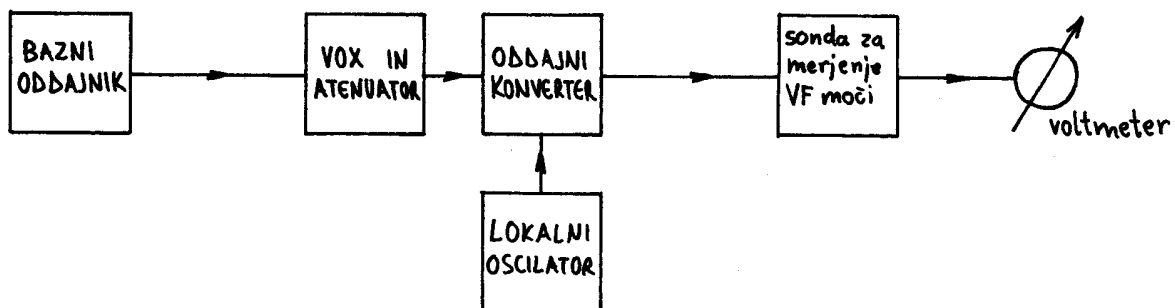 BAZNI
ODDAJNIK
VOX IN
ATENUATOR
ODDAJNI
KONVERTER
sonda za
merjenje
VF moči
voltmeter
LOKALNI
OSCILATOR